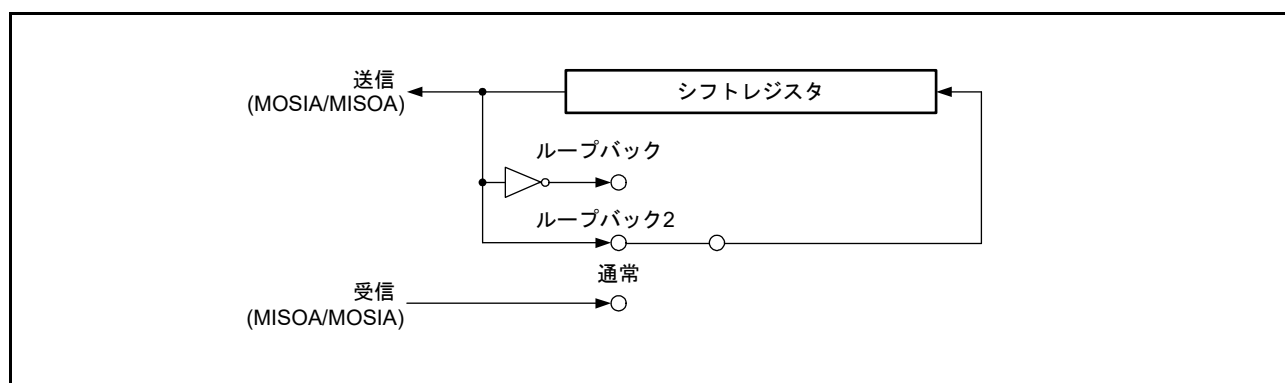 送信
(MOSIA/MISOA)
シフトレジスタ
ループバック
ループバック2
通常
受信
(MISOA/MOSIA)